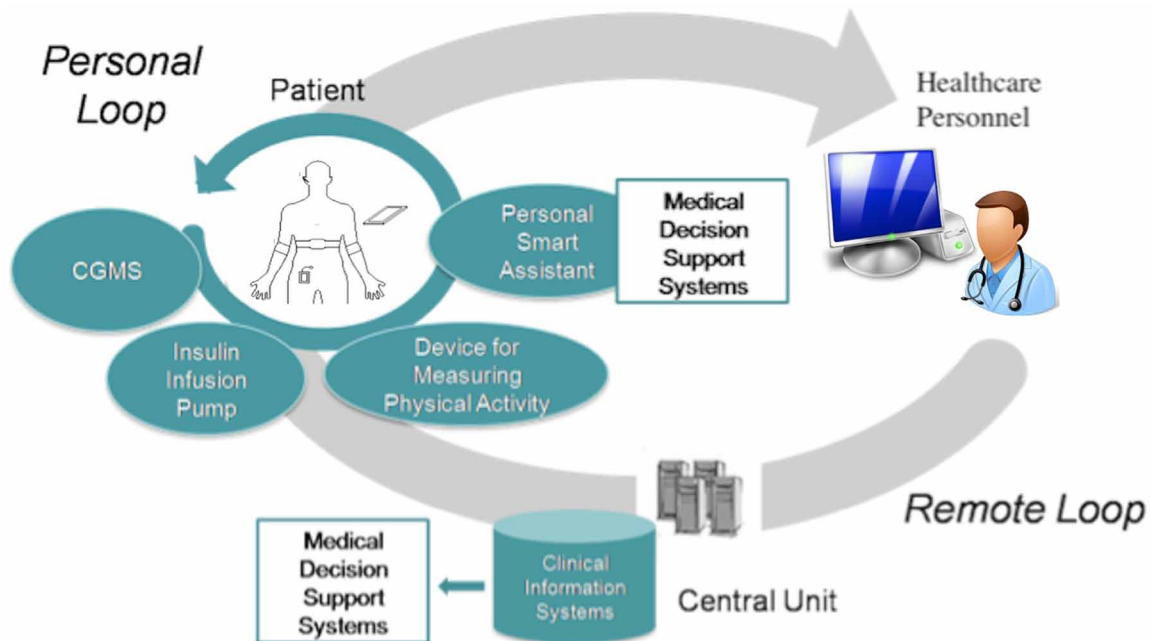 Personal
Loop
Patient
Healthcare
Personnel
CGMS
Personal
Smart
Assistant
Medical
Decision
Support
Systems
Insulin
Infusion
Pump
Device for
Measuring
Physical Activity
Remote Loop
Medical
Decision
Support
Systems
Clinical
Information
Systems
Central Unit